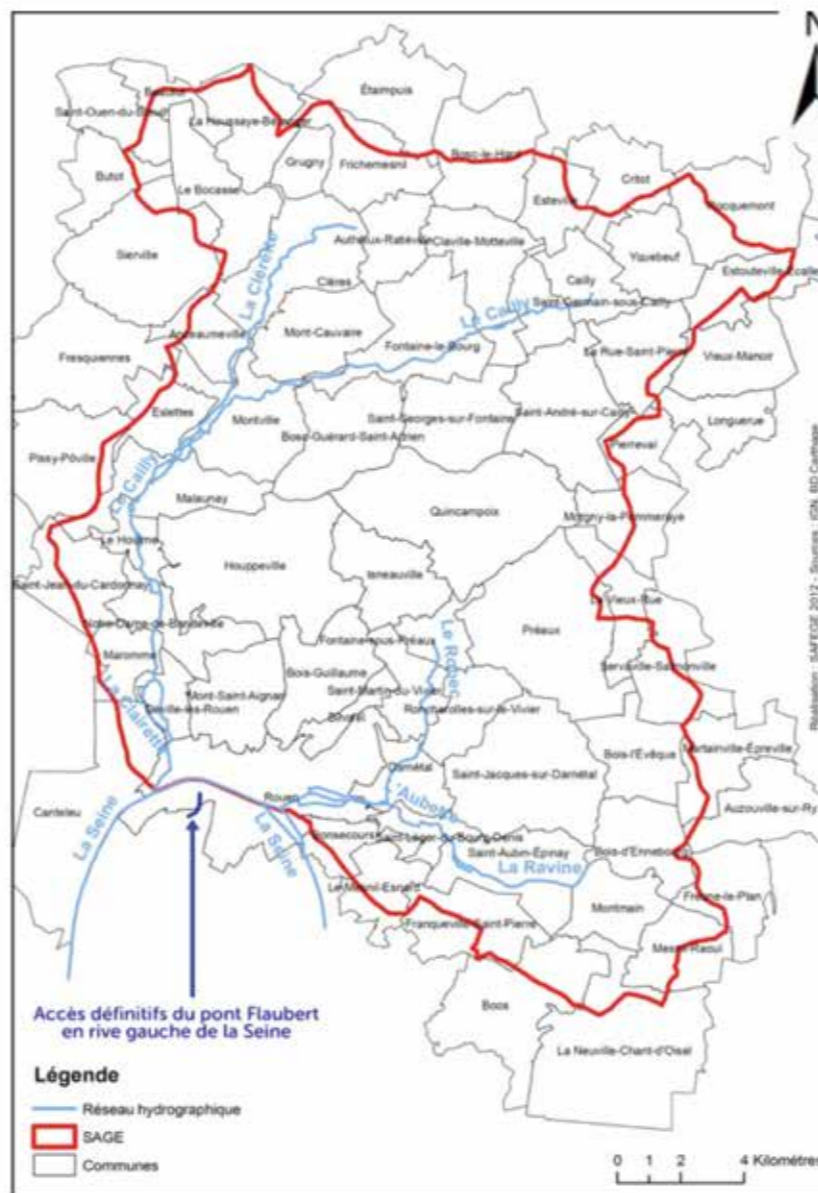 N
Étaimpuis
Saint-Ouen-du-Breuil
La Houssaye-Béranger
Bosc-le-Hard
Grugny
Frichemesnil
Critot
Butot
Le Bocasse
Esteville
Rocquemont
Authieux-Ratiéville
Claville-Motteville
Sierville
Yquebeuf
La Clérette
Cailly
Estouteville-Ecalles
Clères
Saint-Germain-sous-Cailly
Le Cailly
Anceaumeville
Mont-Cauvaire
Fontaine-le-Bourg
La Rue-Saint-Pierre
Vieux-Manoir
Fresquiennes
Eslettes
Montville
Saint-Georges-sur-Fontaine
Saint-André-sur-Cailly
Longuerue
Bosc-Guérard-Saint-Adrien
Pierreval
Pissy-Pôville
Le Cailly
Malaunay
Quincampoix
Morgny-la-Pommeraye
Le Houlme
Houppeville
Isneauville
Saint-Jean-du-Cardonnay
La Vieux-Rue
Notre-Dame-de-Bondeville
Fontaine-sous-Préaux
Le Robec
Préaux
Maromme
Bois-Guillaume
Servaville-Salmonville
La Clairette
Mont-Saint-Aignan
Saint-Martin-du-Vivier
Déville-lès-Rouen
Bihorel
Roncherolles-sur-le-Vivier
Bois-l'Evêque
Martainville-Épreville
Darnétal
Saint-Jacques-sur-Darnétal
Canteleu
La Seine
Rouen
L'Aubette
Auzouville-sur-Ry
La Seine
Bonsecours
Saint-Léger-du-Bourg-Denis
Saint-Aubin-Épinay
Bois-d'Ennebourg
La Ravine
Le Mesnil-Esnard
Fresne-le-Plan
Montmain
Franqueville-Saint-Pierre
Mesnil-Raoul
Boos
La Neuville-Chant-d'Oisel
Réalisation : SAFEGE 2012 - Sources : IGN, BD Carthage
Accès définitifs du pont Flaubert
en rive gauche de la Seine
Légende
Réseau hydrographique
SAGE
Communes
0 1 2 4 Kilomètres